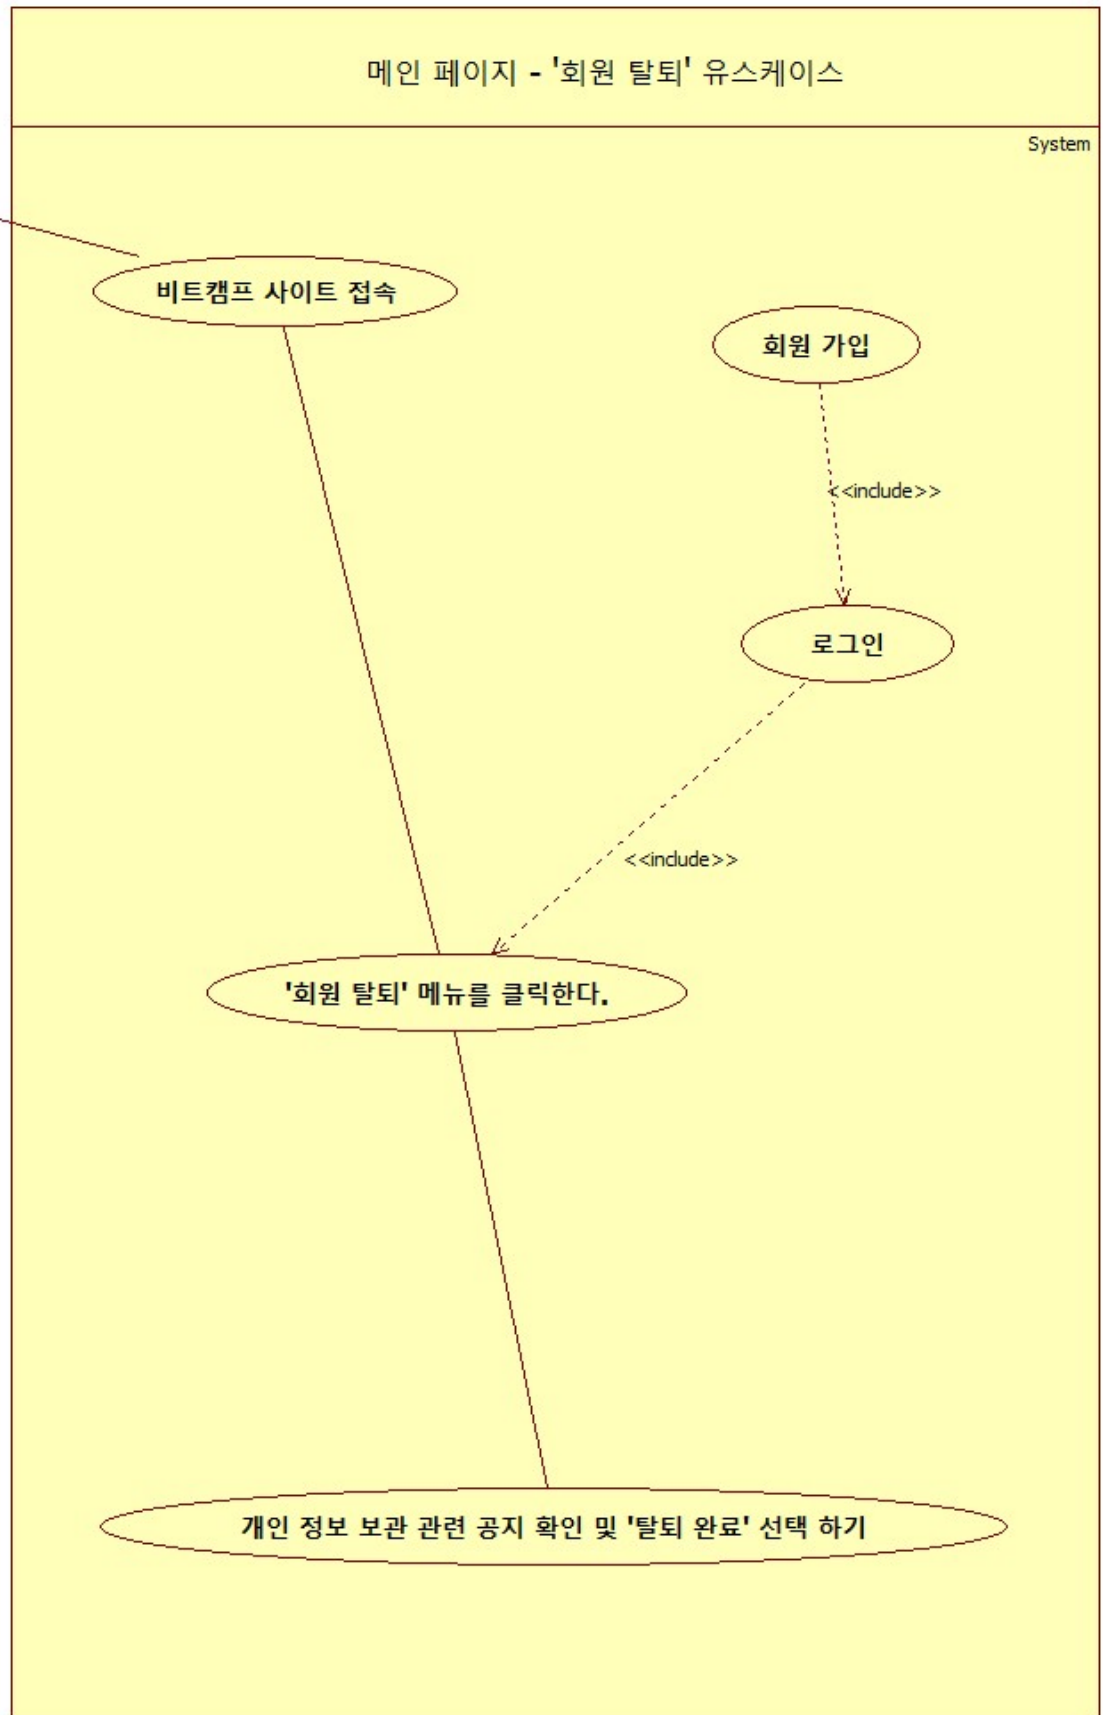 메인 페이지 - '회원 탈퇴' 유스케이스
System
비트캠프 사이트 접속
회원 가입
<<include>>
로그인
<<include>>
'회원 탈퇴' 메뉴를 클릭한다.
개인 정보 보관 관련 공지 확인 및 '탈퇴 완료' 선택 하기